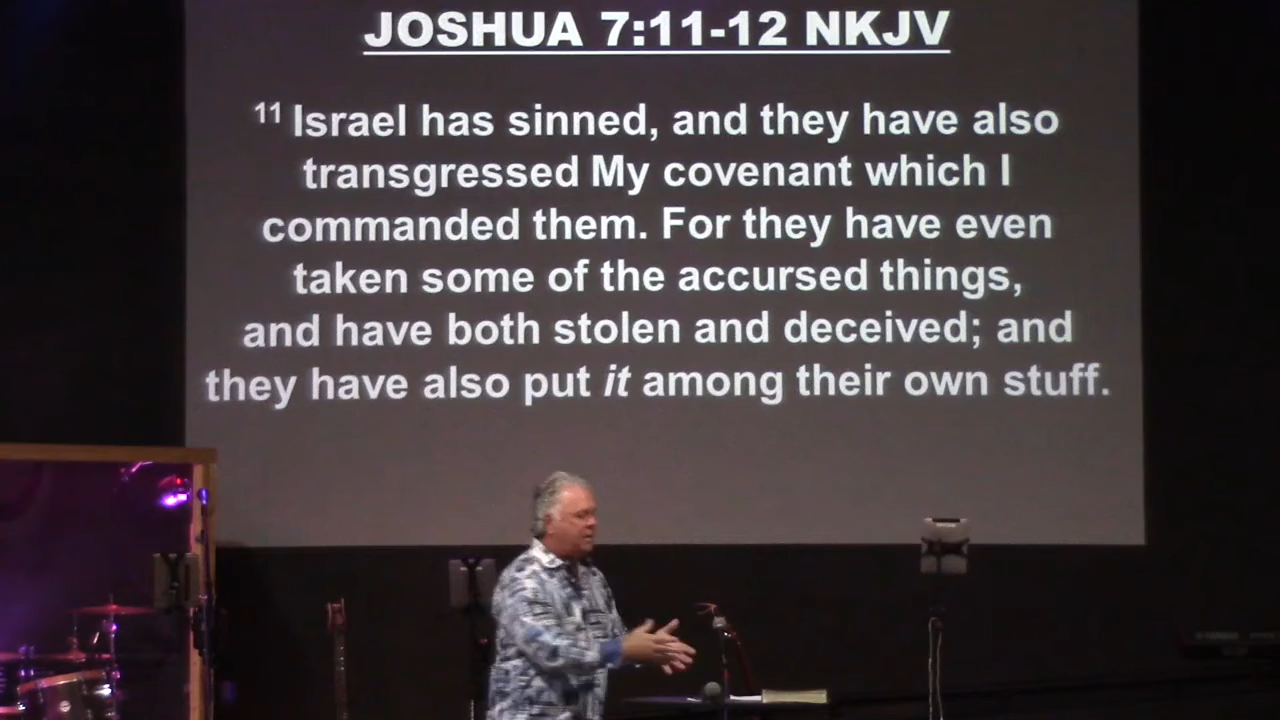 JOSHUA 7:11-12 NKJV
11 Israel has sinned, and they have also
transgressed My covenant which I
commanded them. For they have even
taken some of the accursed things,
and have both stolen and deceived; and
they have also put it among their own stuff.